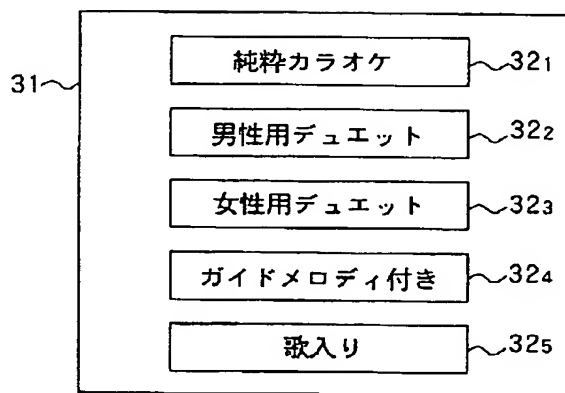 純粋カラオケ 32₁
31
男性用デュエット 32₂
女性用デュエット 32₃
ガイドメロディ付き 32₄
歌入り 32₅